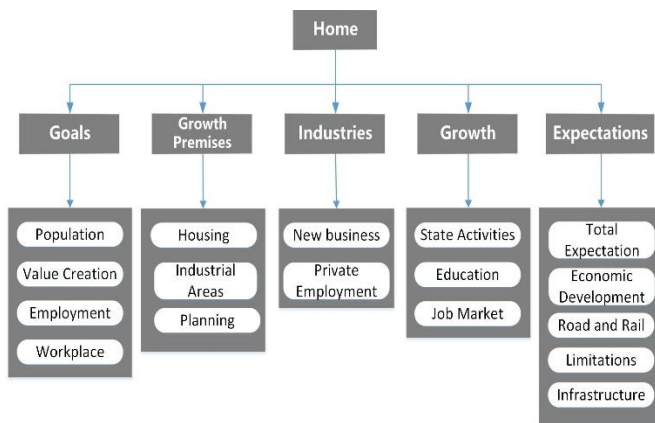 Home
Goals
Growth
Premises
Industries
Growth
Expectations
Population
Value Creation
Employment
Workplace
Housing
Industrial
Areas
Planning
New business
Private
Employment
State Activities
Education
Job Market
Total
Expectation
Economic
Development
Road and Rail
Limitations
Infrastructure